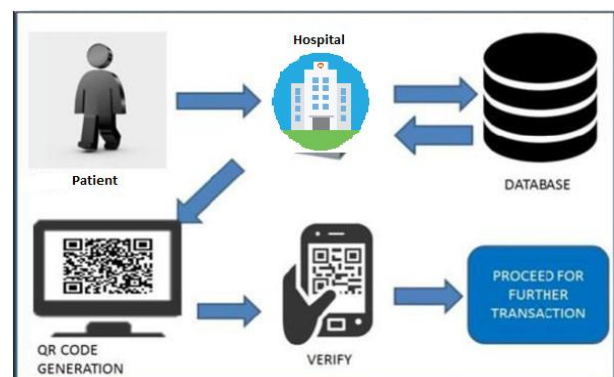 Hospital
Patient
DATABASE
QR CODE
GENERATION
VERIFY
PROCEED FOR
FURTHER
TRANSACTION